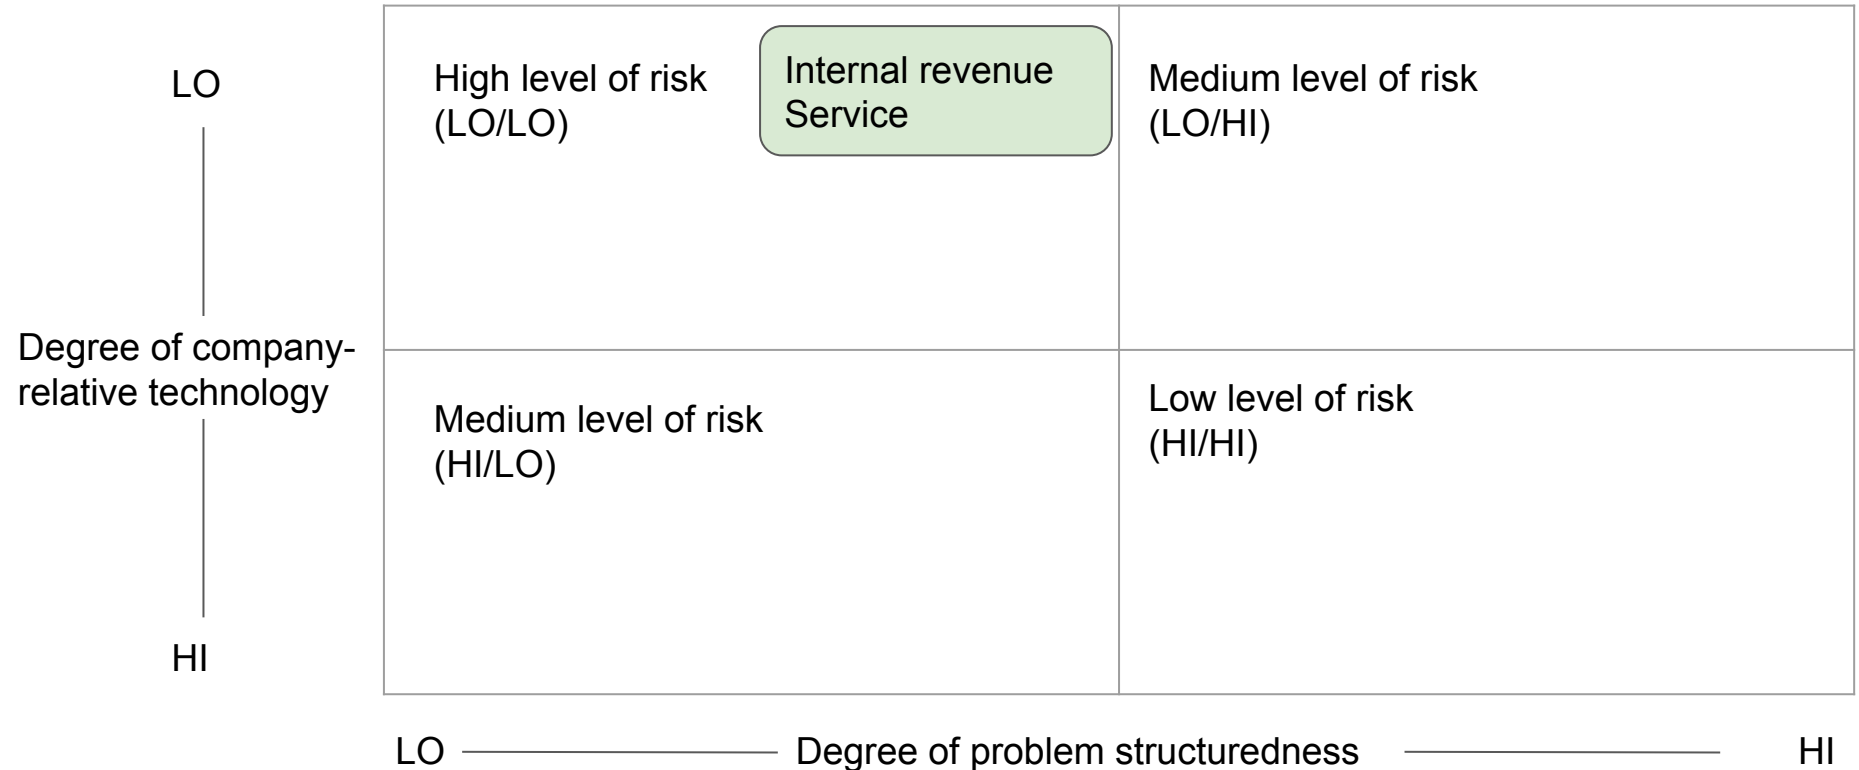 LO
High level of risk
(LO/LO)
Internal revenue
Service
Medium level of risk
(LO/HI)
Degree of company-
relative technology
Medium level of risk
(HI/LO)
Low level of risk
(HI/HI)
HI
LO
Degree of problem structuredness
HI